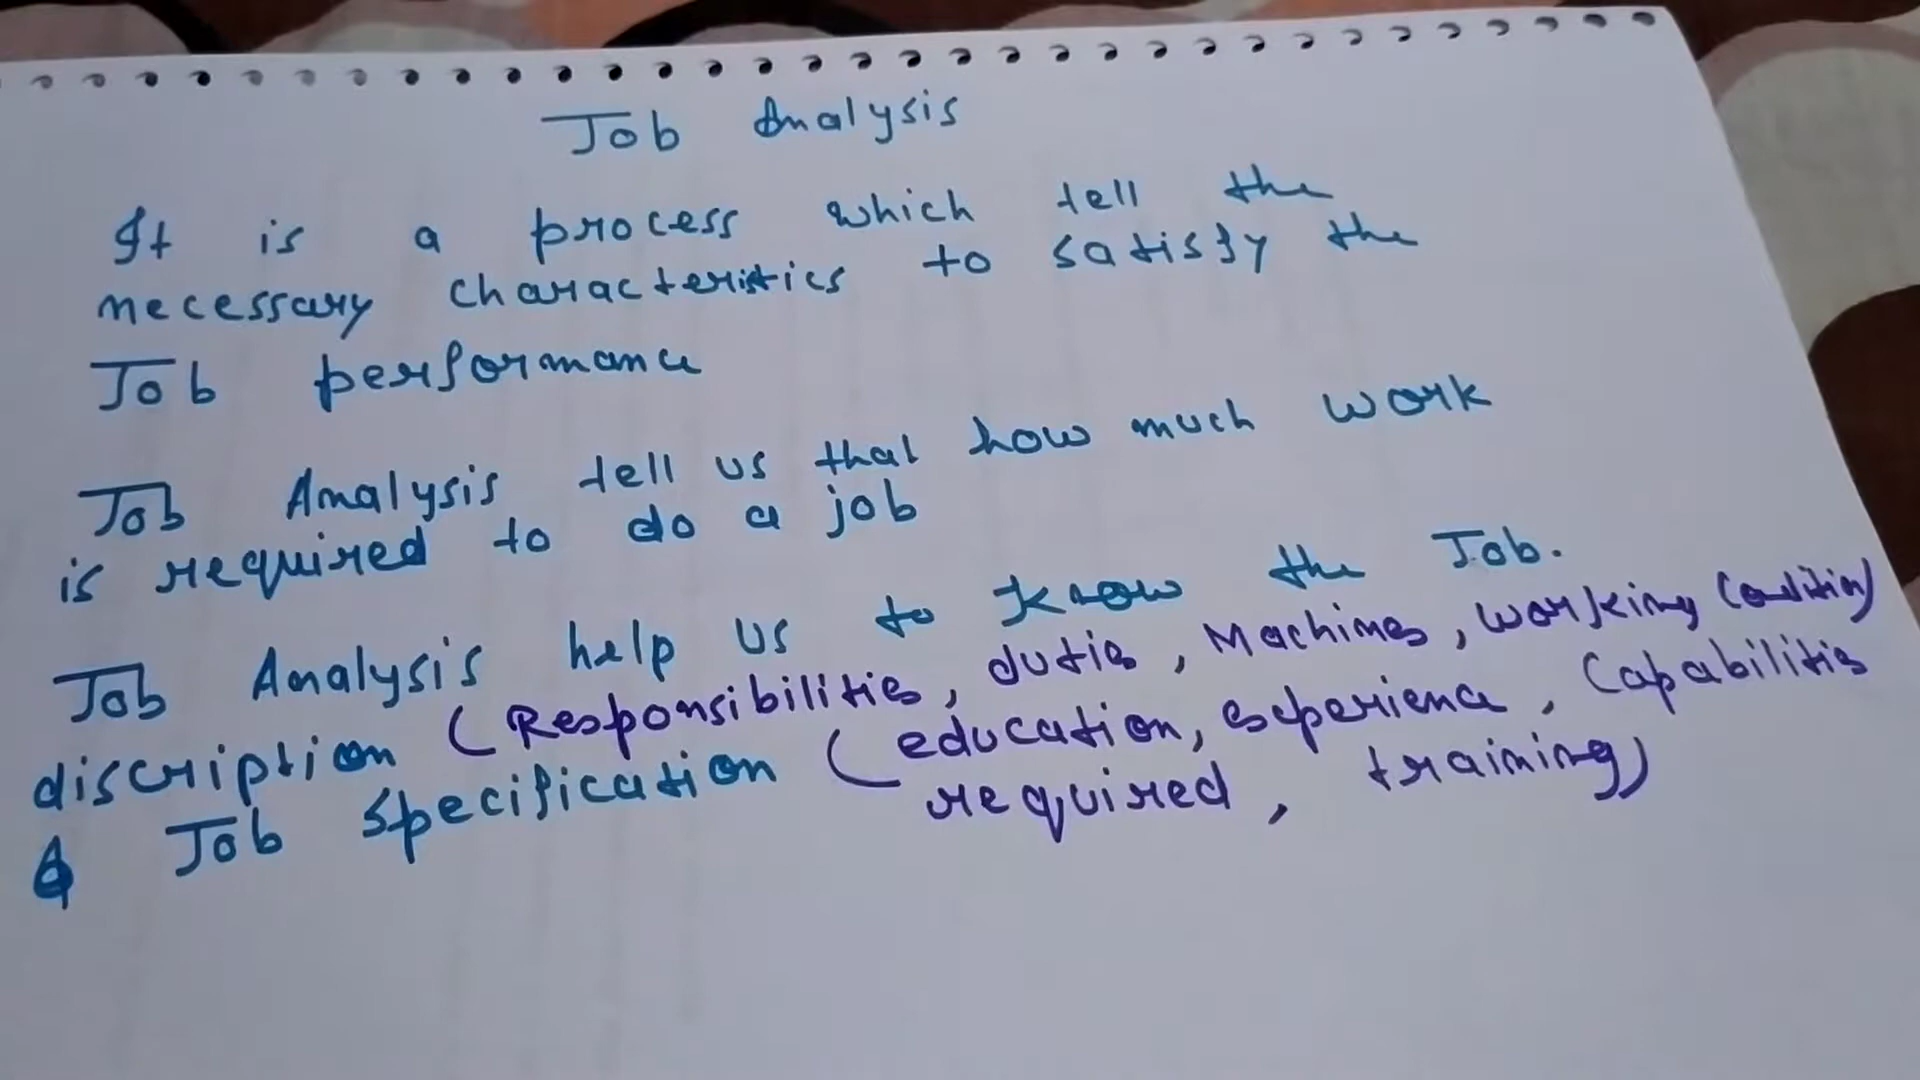 Job Analysis
It is a process which tell the
necessary characteristics to satisfy the
Job performance
Job Analysis tell us that how much work
is required to do a job
Job Analysis help us to know the Job.
discription (Responsibilities, duties, Machines, working Condition)
& Job specification (education, experience, Capabilities
required, training)